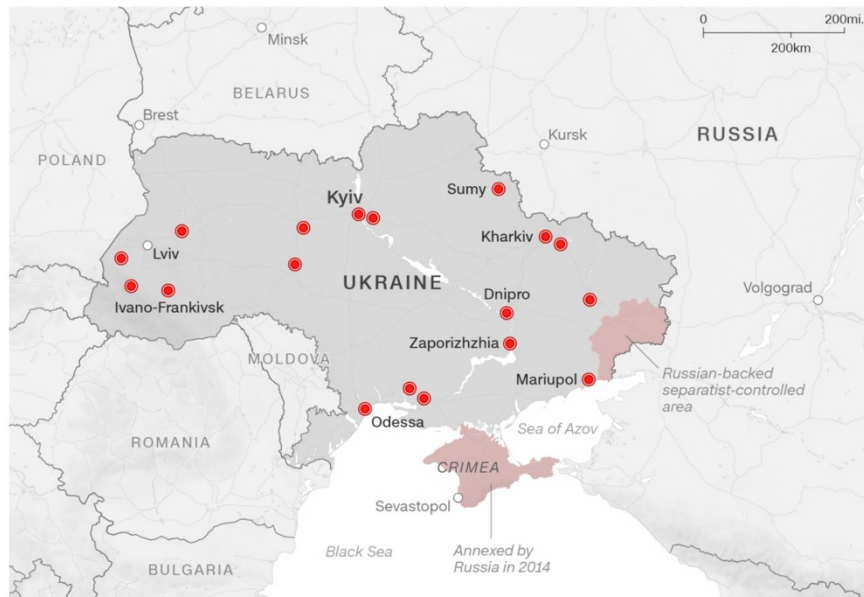 0
200mi.
200km
Minsk
BELARUS
Brest
Kursk
RUSSIA
POLAND
Sumy
Kyiv
Kharkiv
Lviv
UKRAINE
Dnipro
Volgograd
Ivano-Frankivsk
Zaporizhzhia
MOLDOVA
Mariupol
Russian-backed
separatist-controlled
area
Odessa
Sea of Azov
ROMANIA
CRIMEA
Sevastopol
Black Sea
Annexed by
Russia in 2014
BULGARIA